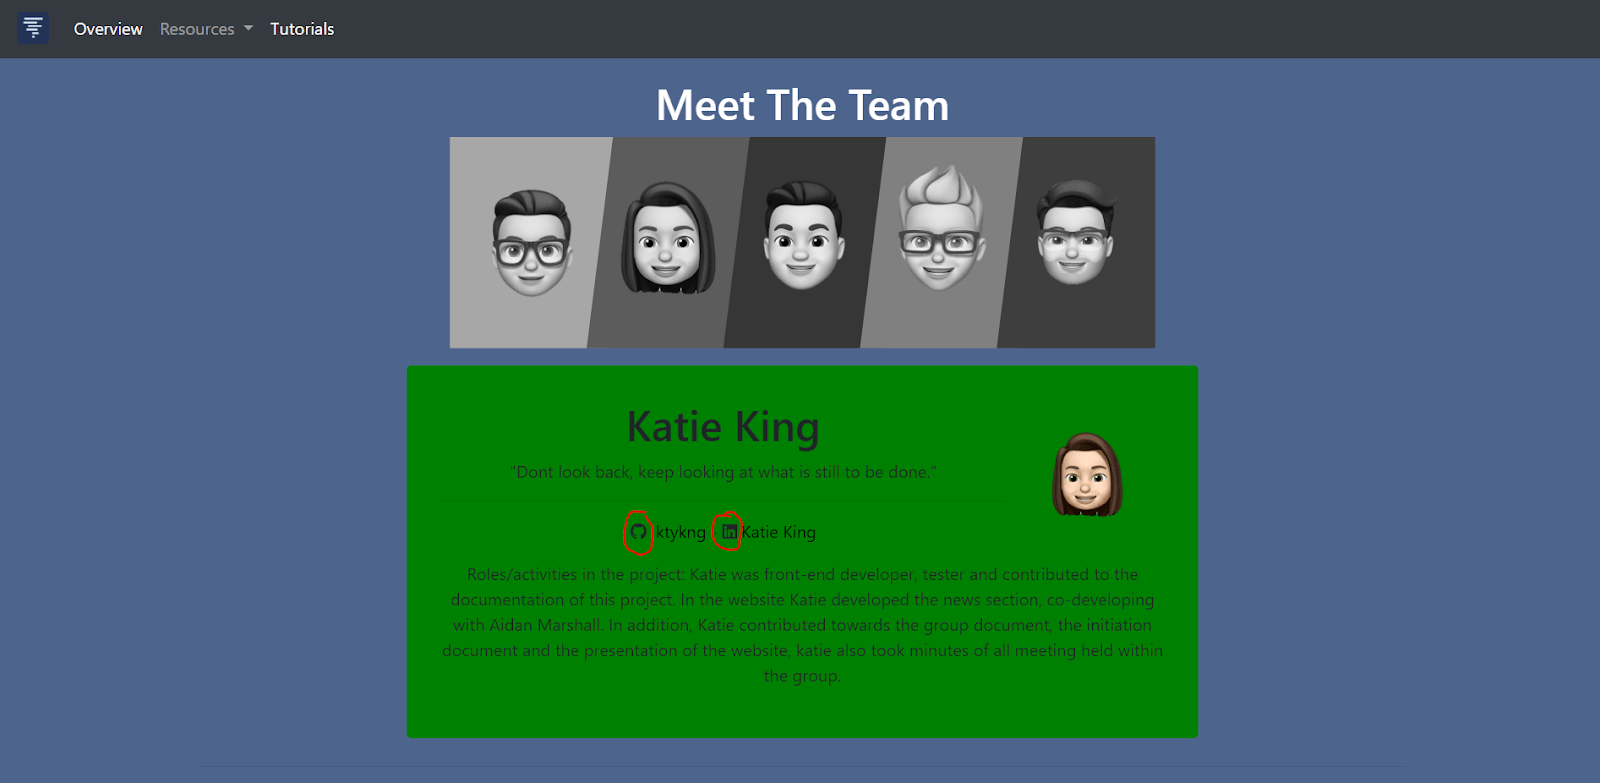 Overview Resources Tutorials
Meet The Team
Katie King
"Dont look back, keep looking at what is still to be done."
ktykng Katie King
Roles/activities in the project: Katie was front-end developer, tester and contributed to the
documentation of this project. In the website Katie developed the news section, co-developing
with Aidan Marshall. In addition, Katie contributed towards the group document, the initiation
document and the presentation of the website, katie also took minutes of all meeting held within
the group.